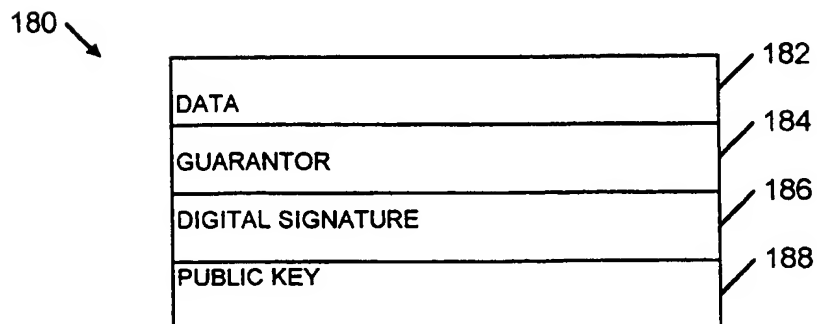 180
182
DATA
184
GUARANTOR
186
DIGITAL SIGNATURE
188
PUBLIC KEY